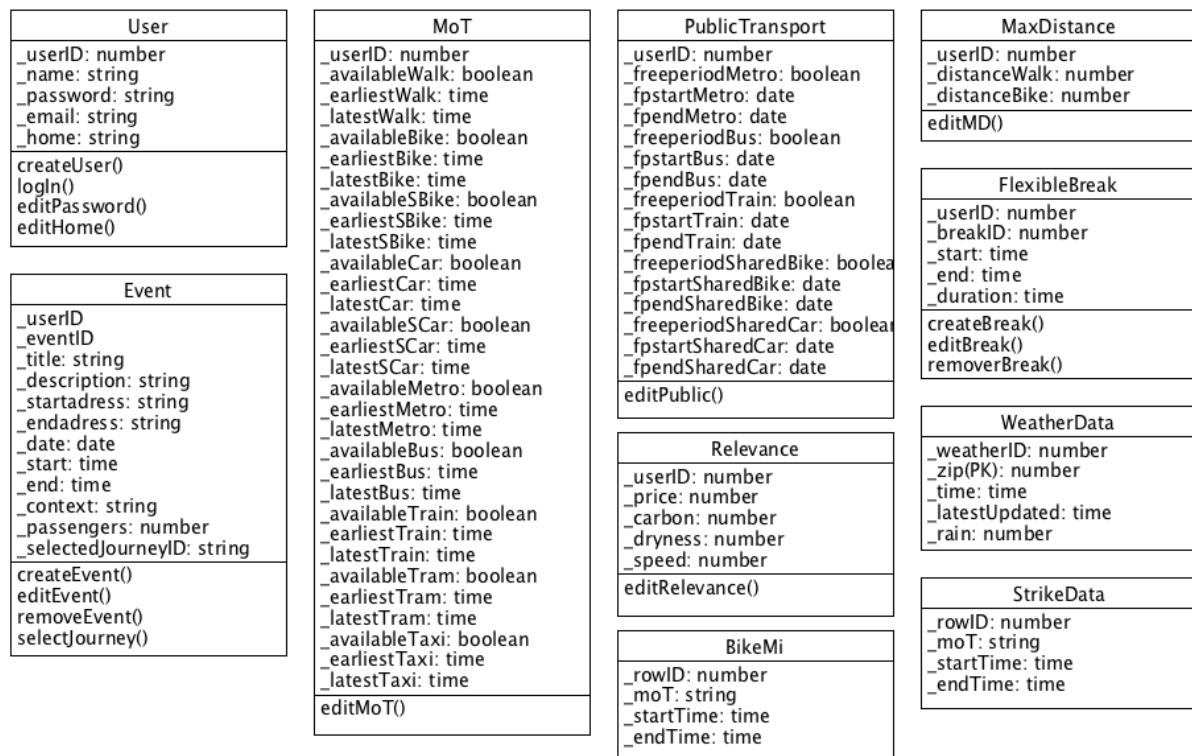 User
_userID: number
_name: string
_password: string
_email: string
_home: string
createUser()
logIn()
editPassword()
editHome()
Event
_userID
_eventID
_title: string
_description: string
_startadress: string
_endadress: string
_date: date
_start: time
_end: time
_context: string
_passengers: number
_selectedJourneyID: string
createEvent()
editEvent()
removeEvent()
selectJourney()
MoT
_userID: number
_availableWalk: boolean
_earliestWalk: time
_latestWalk: time
_availableBike: boolean
_earliestBike: time
_latestBike: time
_availableSBike: boolean
_earliestSBike: time
_latestSBike: time
_availableCar: boolean
_earliestCar: time
_latestCar: time
_availableSCar: boolean
_earliestSCar: time
_latestSCar: time
_availableMetro: boolean
_earliestMetro: time
_latestMetro: time
_availableBus: boolean
_earliestBus: time
_latestBus: time
_availableTrain: boolean
_earliestTrain: time
_latestTrain: time
_availableTram: boolean
_earliestTram: time
_latestTram: time
_availableTaxi: boolean
_earliestTaxi: time
_latestTaxi: time
editMoT()
PublicTransport
_userID: number
_freeperiodMetro: boolean
_fpstartMetro: date
_fpendMetro: date
_freeperiodBus: boolean
_fpstartBus: date
_fpendBus: date
_freeperiodTrain: boolean
_fpstartTrain: date
_fpendTrain: date
_freeperiodSharedBike: boolea
_fpstartSharedBike: date
_fpendSharedBike: date
_freeperiodSharedCar: boolean
_fpstartSharedCar: date
_fpendSharedCar: date
editPublic()
Relevance
_userID: number
_price: number
_carbon: number
_dryness: number
_speed: number
editRelevance()
BikeMi
_rowID: number
_moT: string
_startTime: time
_endTime: time
MaxDistance
_userID: number
_distanceWalk: number
_distanceBike: number
editMD()
FlexibleBreak
_userID: number
_breakID: number
_start: time
_end: time
_duration: time
createBreak()
editBreak()
removerBreak()
WeatherData
_weatherID: number
_zip(PK): number
_time: time
_latestUpdated: time
_rain: number
StrikeData
_rowID: number
_moT: string
_startTime: time
_endTime: time